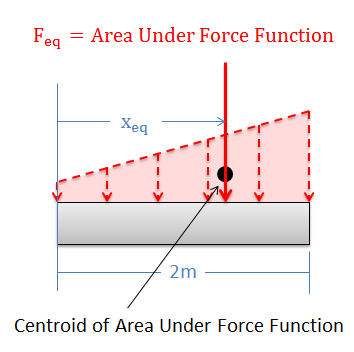 F_eq = Area Under Force Function
x_eq
2m
Centroid of Area Under Force Function